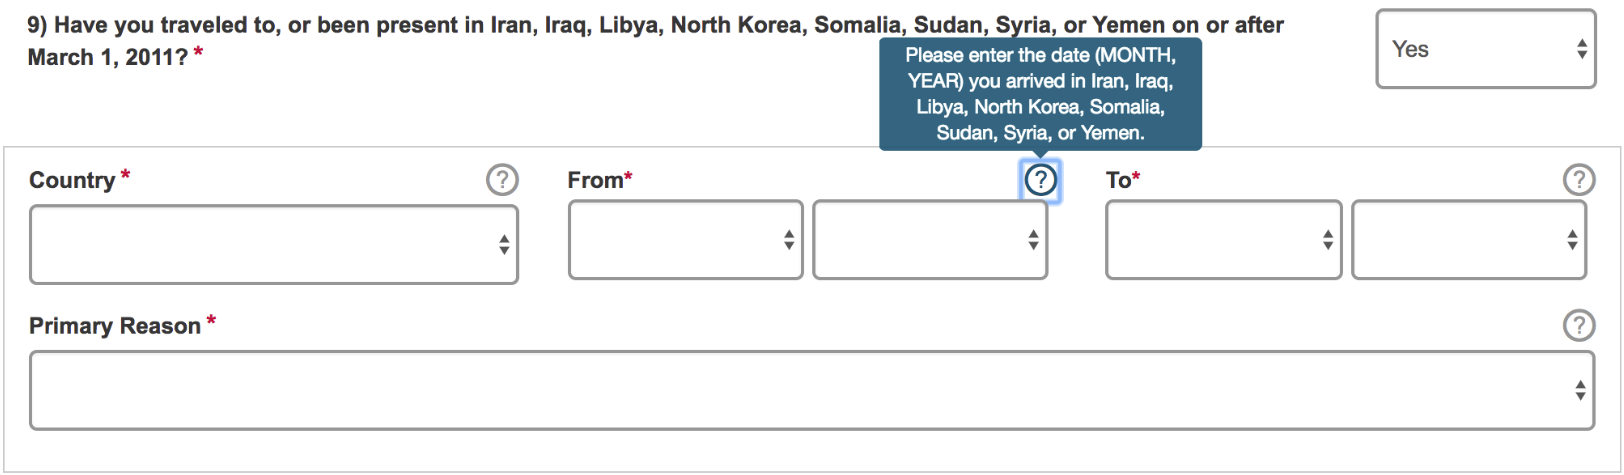 9) Have you traveled to, or been present in Iran, Iraq, Libya, North Korea, Somalia, Sudan, Syria, or Yemen on or after
March 1, 2011? *
Yes
Please enter the date (MONTH,
YEAR) you arrived in Iran, Iraq,
Libya, North Korea, Somalia,
Sudan, Syria, or Yemen.
Country * ?
From* ?
To* ?
Primary Reason * ?